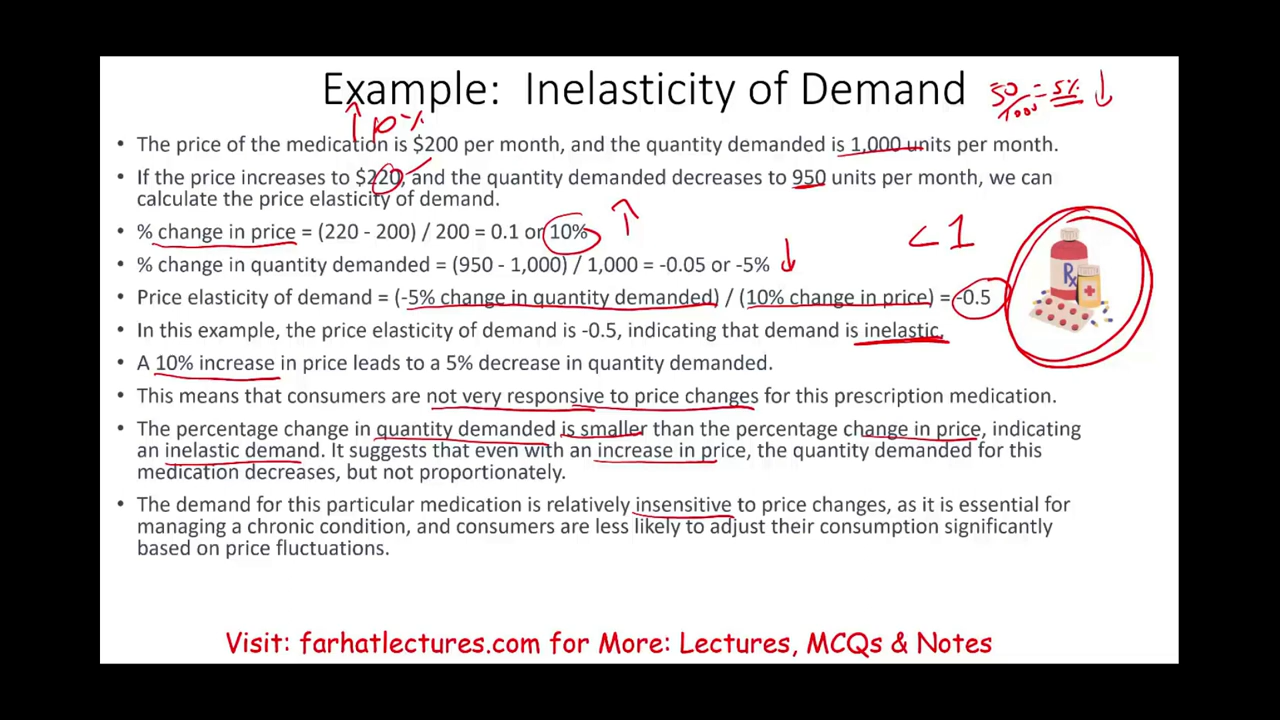 Example: Inelasticity of Demand
50/1000 = 5% ↓
↑ 10%
• The price of the medication is $200 per month, and the quantity demanded is 1,000 units per month.
• If the price increases to $220, and the quantity demanded decreases to 950 units per month, we can
calculate the price elasticity of demand.
• % change in price = (220 - 200) / 200 = 0.1 or 10% ↑
< 1
• % change in quantity demanded = (950 - 1,000) / 1,000 = -0.05 or -5% ↓
Rx
• Price elasticity of demand = (-5% change in quantity demanded) / (10% change in price) = -0.5
• In this example, the price elasticity of demand is -0.5, indicating that demand is inelastic.
• A 10% increase in price leads to a 5% decrease in quantity demanded.
• This means that consumers are not very responsive to price changes for this prescription medication.
• The percentage change in quantity demanded is smaller than the percentage change in price, indicating
an inelastic demand. It suggests that even with an increase in price, the quantity demanded for this
medication decreases, but not proportionately.
• The demand for this particular medication is relatively insensitive to price changes, as it is essential for
managing a chronic condition, and consumers are less likely to adjust their consumption significantly
based on price fluctuations.
Visit: farhatlectures.com for More: Lectures, MCQs & Notes